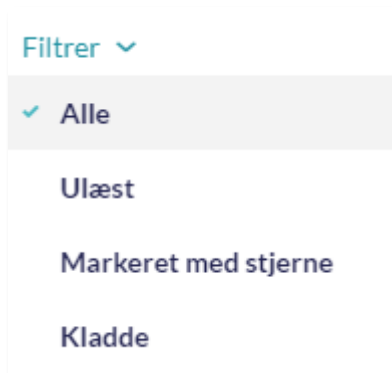 Filtrer
Alle
Ulæst
Markeret med stjerne
Kladde